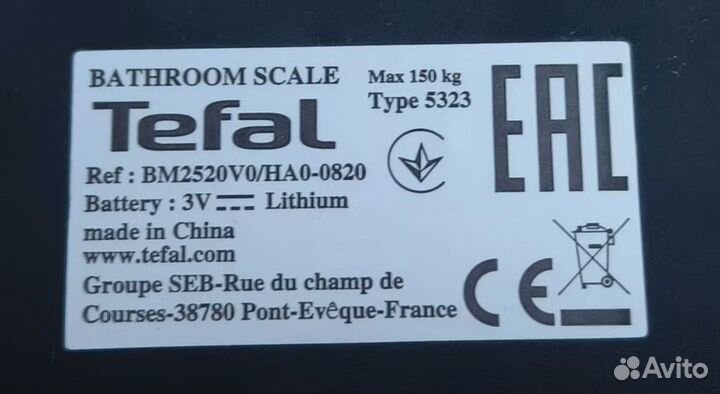 BATHROOM SCALE
Max 150 kg
Tefal
Type 5323
Ref : BM2520V0/HA0-0820
Battery : 3V Lithium
made in China
www.tefal.com
Groupe SEB-Rue du champ de
Courses-38780 Pont-Evêque-France
EAC
CE
Avito